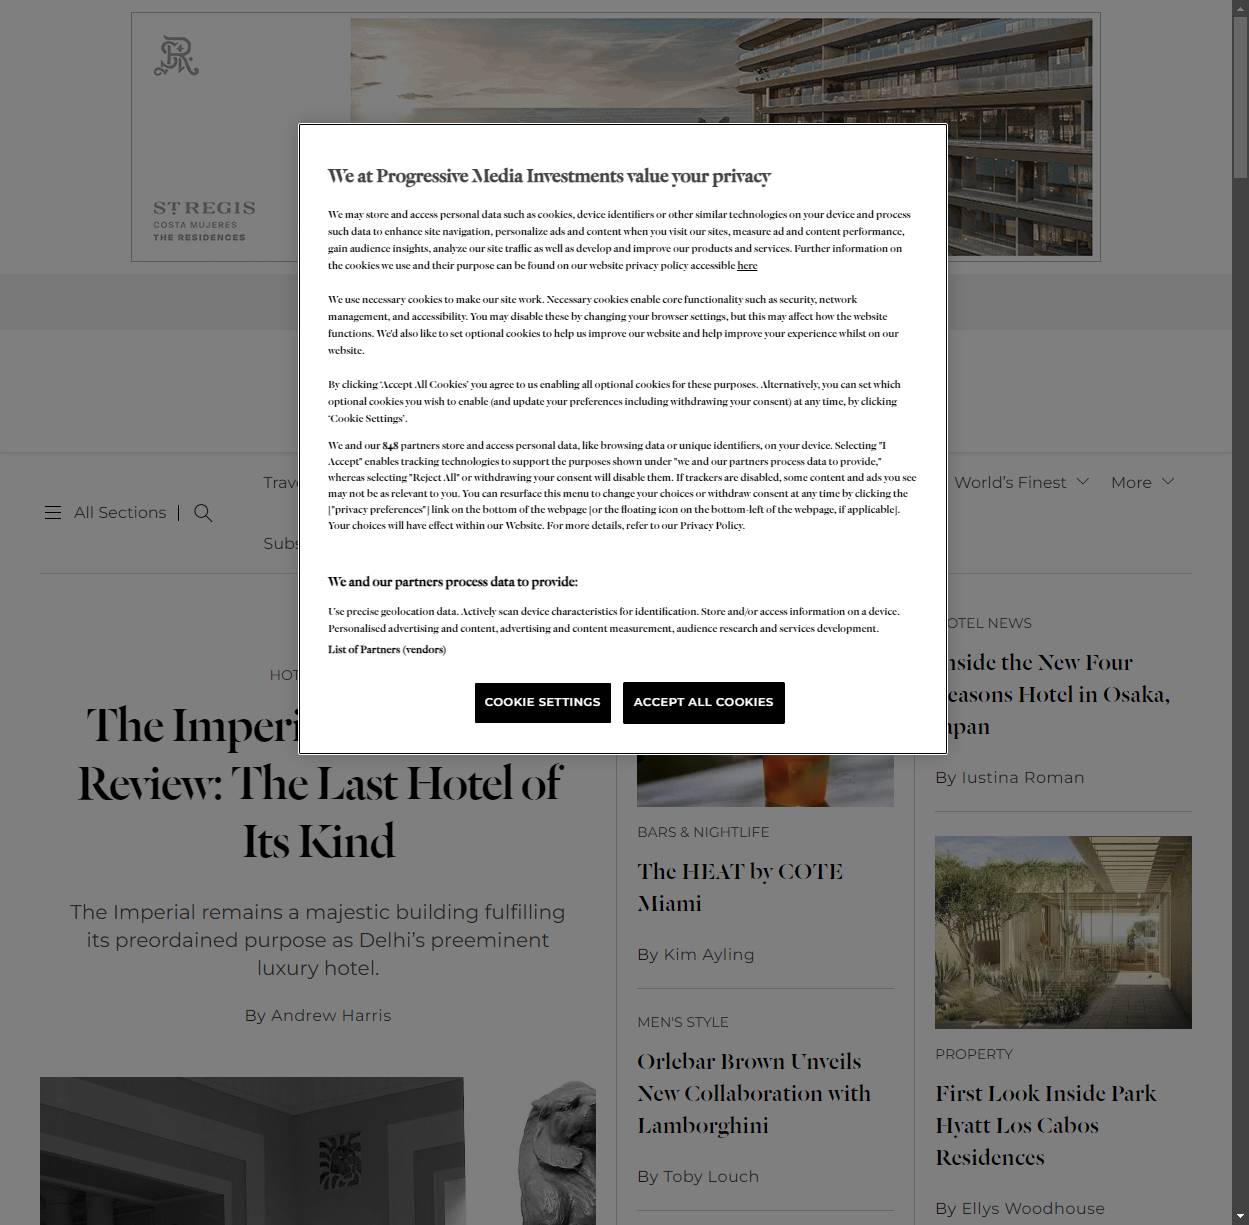 ST REGIS
COSTA MUJERES
THE RESIDENCES
We at Progressive Media Investments value your privacy
We may store and access personal data such as cookies, device identifiers or other similar technologies on your device and process
such data to enhance site navigation, personalize ads and content when you visit our sites, measure ad and content performance,
gain audience insights, analyze our site traffic as well as develop and improve our products and services. Further information on
the cookies we use and their purpose can be found on our website privacy policy accessible here
We use necessary cookies to make our site work. Necessary cookies enable core functionality such as security, network
management, and accessibility. You may disable these by changing your browser settings, but this may affect how the website
functions. We'd also like to set optional cookies to help us improve our website and help improve your experience whilst on our
website.
By clicking 'Accept All Cookies' you agree to us enabling all optional cookies for these purposes. Alternatively, you can set which
optional cookies you wish to enable (and update your preferences including withdrawing your consent) at any time, by clicking
'Cookie Settings'.
We and our 848 partners store and access personal data, like browsing data or unique identifiers, on your device. Selecting "I
Accept" enables tracking technologies to support the purposes shown under "we and our partners process data to provide,"
whereas selecting "Reject All" or withdrawing your consent will disable them. If trackers are disabled, some content and ads you see
may not be as relevant to you. You can resurface this menu to change your choices or withdraw consent at any time by clicking the
["privacy preferences"] link on the bottom of the webpage [or the floating icon on the bottom-left of the webpage, if applicable].
Your choices will have effect within our Website. For more details, refer to our Privacy Policy.
We and our partners process data to provide:
Use precise geolocation data. Actively scan device characteristics for identification. Store and/or access information on a device.
Personalised advertising and content, advertising and content measurement, audience research and services development.
List of Partners (vendors)
COOKIE SETTINGS
ACCEPT ALL COOKIES
All Sections
Trav
World's Finest
More
Subs
HOT
The Imperi
Review: The Last Hotel of
Its Kind
The Imperial remains a majestic building fulfilling
its preordained purpose as Delhi's preeminent
luxury hotel.
By Andrew Harris
BARS & NIGHTLIFE
The HEAT by COTE
Miami
By Kim Ayling
MEN'S STYLE
Orlebar Brown Unveils
New Collaboration with
Lamborghini
By Toby Louch
OTEL NEWS
nside the New Four
easons Hotel in Osaka,
apan
By Iustina Roman
PROPERTY
First Look Inside Park
Hyatt Los Cabos
Residences
By Ellys Woodhouse